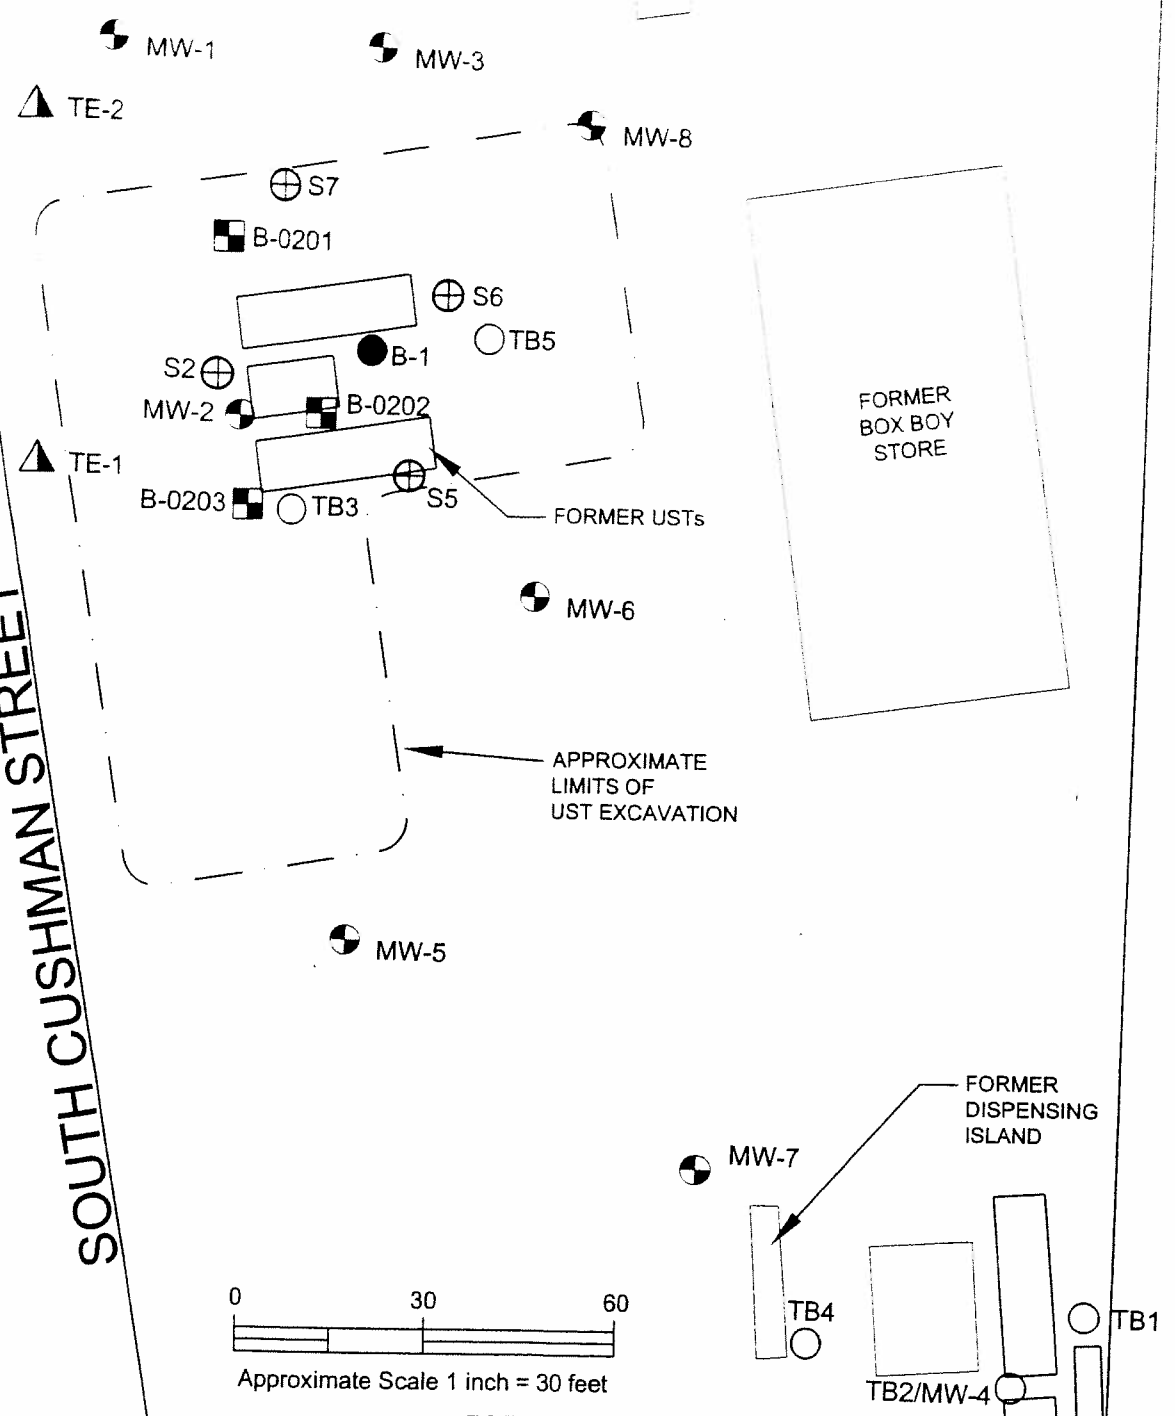 MW-1
MW-3
TE-2
MW-8
S7
B-0201
S6
TB5
B-1
S2
MW-2
B-0202
FORMER
BOX BOY
STORE
TE-1
B-0203
TB3
S5
FORMER USTs
MW-6
SOUTH CUSHMAN STREET
APPROXIMATE
LIMITS OF
UST EXCAVATION
MW-5
FORMER
DISPENSING
ISLAND
MW-7
0 30 60
TB4
TB1
Approximate Scale 1 inch = 30 feet
TB2/MW-4